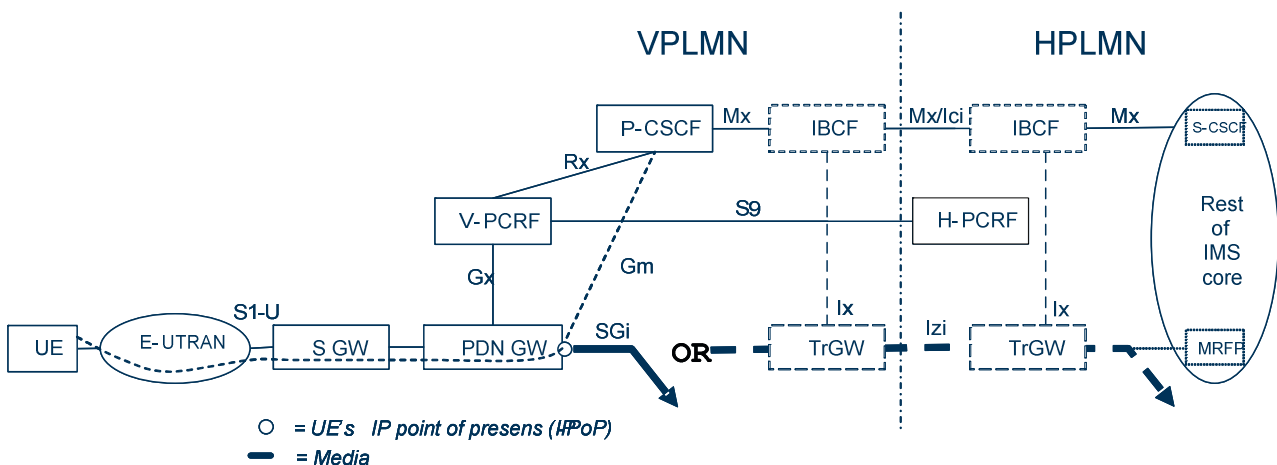 VPLMN
HPLMN
P-CSCF
Mx
IBCF
Mx/Ici
IBCF
Mx
S-CSCF
Rx
V-PCRF
S9
H-PCRF
Rest
of
IMS
core
Gx
Gm
S1-U
SGi
Ix
Izi
Ix
UE
E-UTRAN
S GW
PDN GW
OR
TrGW
TrGW
MRFP
= UE's IP point of presens (IP PoP)
= Media